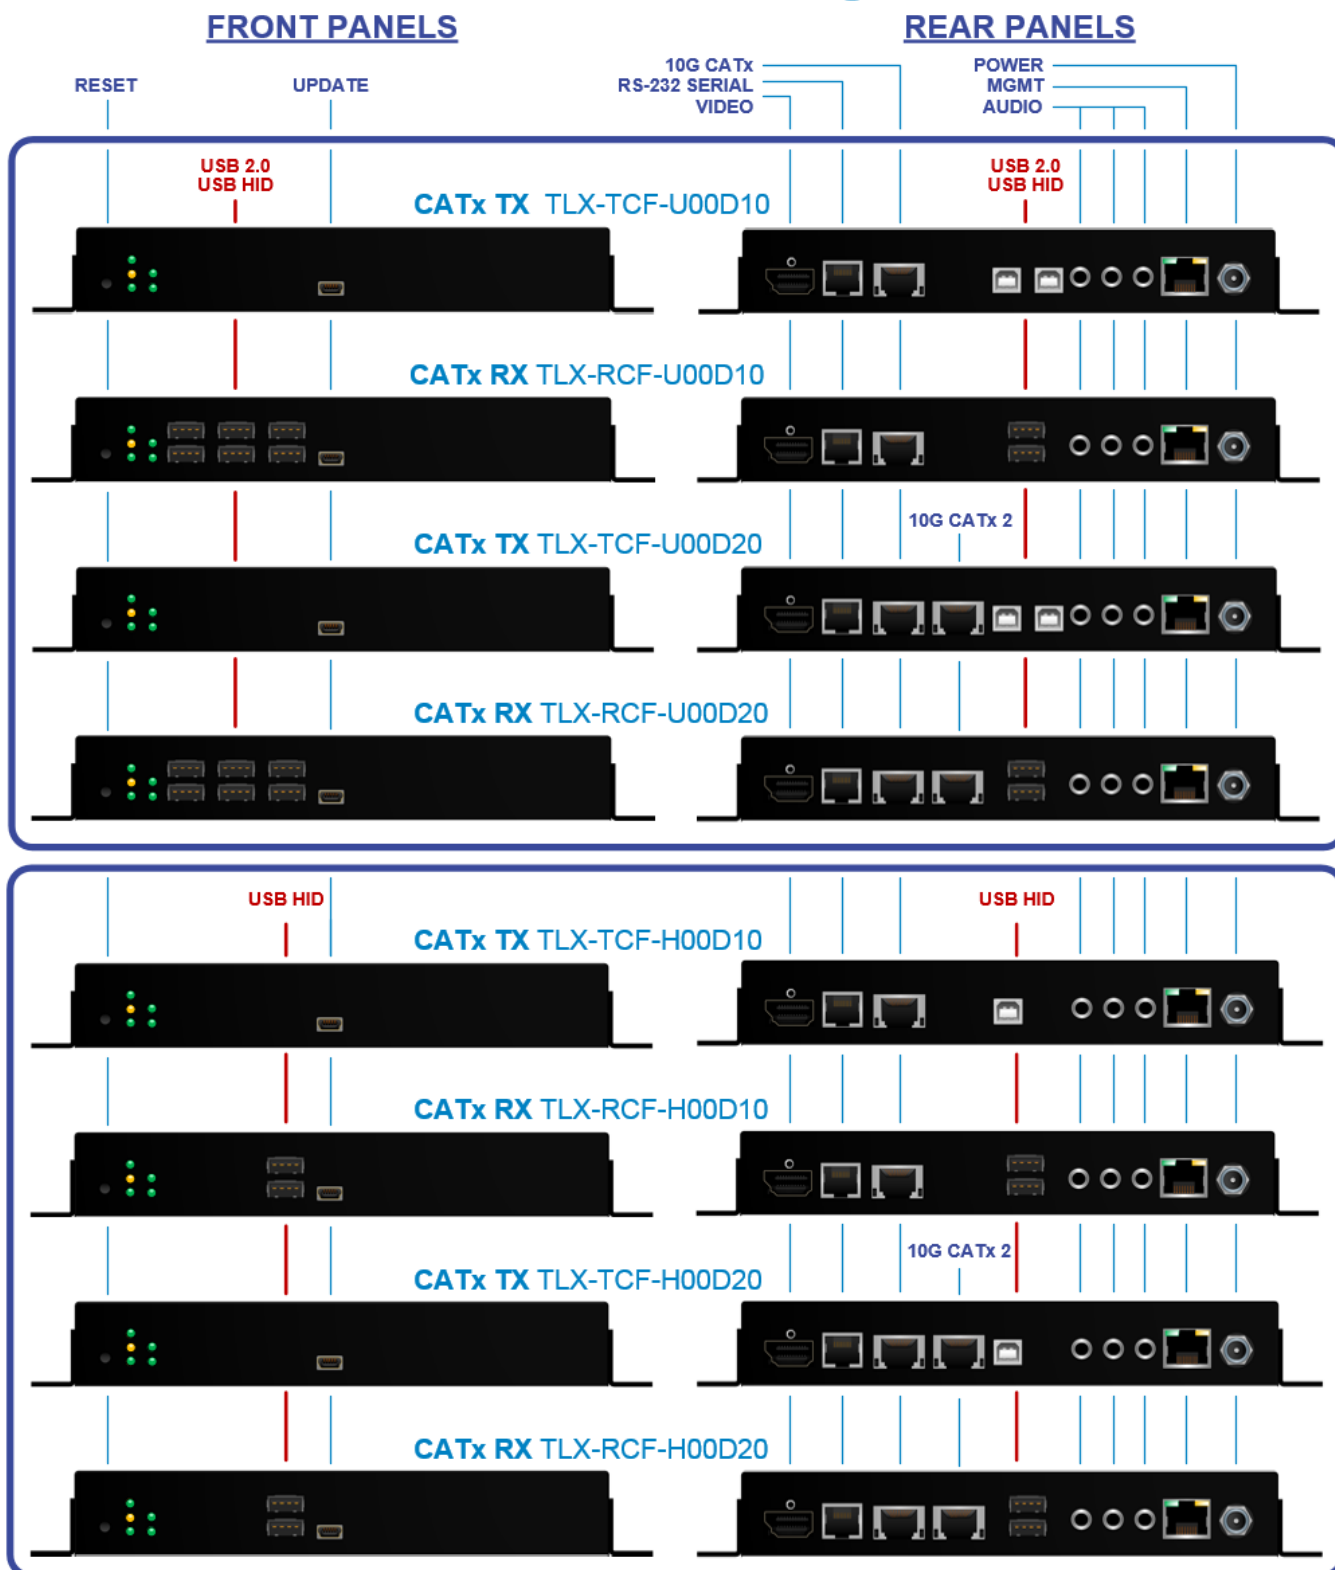 FRONT PANELS
REAR PANELS
RESET
UPDATE
10G CATx
RS-232 SERIAL
VIDEO
POWER
MGMT
AUDIO
USB 2.0
USB HID
USB 2.0
USB HID
CATx TX TLX-TCF-U00D10
CATx RX TLX-RCF-U00D10
10G CATx 2
CATx TX TLX-TCF-U00D20
CATx RX TLX-RCF-U00D20
USB HID
USB HID
CATx TX TLX-TCF-H00D10
CATx RX TLX-RCF-H00D10
10G CATx 2
CATx TX TLX-TCF-H00D20
CATx RX TLX-RCF-H00D20